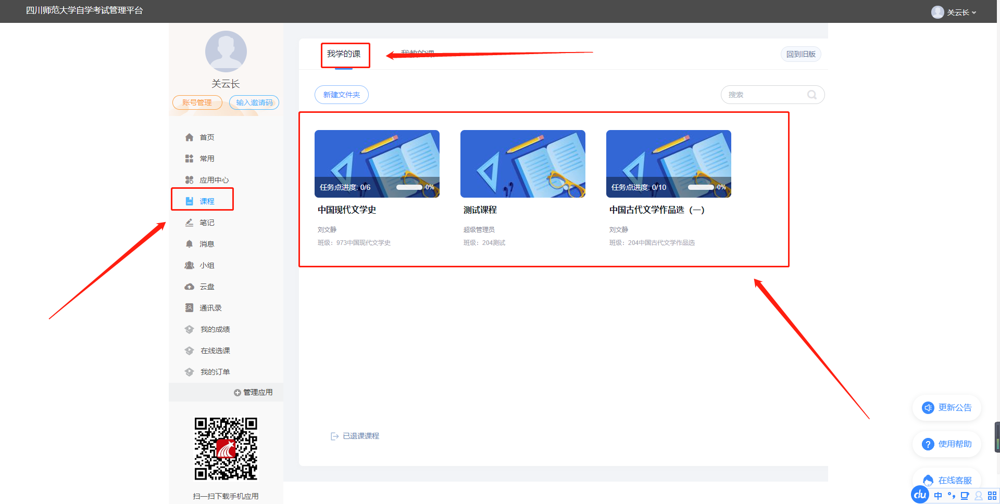 四川师范大学自学考试管理平台
关云长
关云长
账号管理
输入邀请码
首页
常用
应用中心
课程
笔记
消息
小组
云盘
通讯录
我的成绩
在线选课
我的订单
管理应用
扫一扫下载手机应用
我学的课
我教的课
回到旧版
新建文件夹
搜索
任务点进度: 0/6
0%
中国现代文学史
刘文静
班级：973中国现代文学史
测试课程
超级管理员
班级：204测试
任务点进度: 0/10
0%
中国古代文学作品选（一）
刘文静
班级：204中国古代文学作品选
已退课课程
更新公告
使用帮助
在线客服
du
中